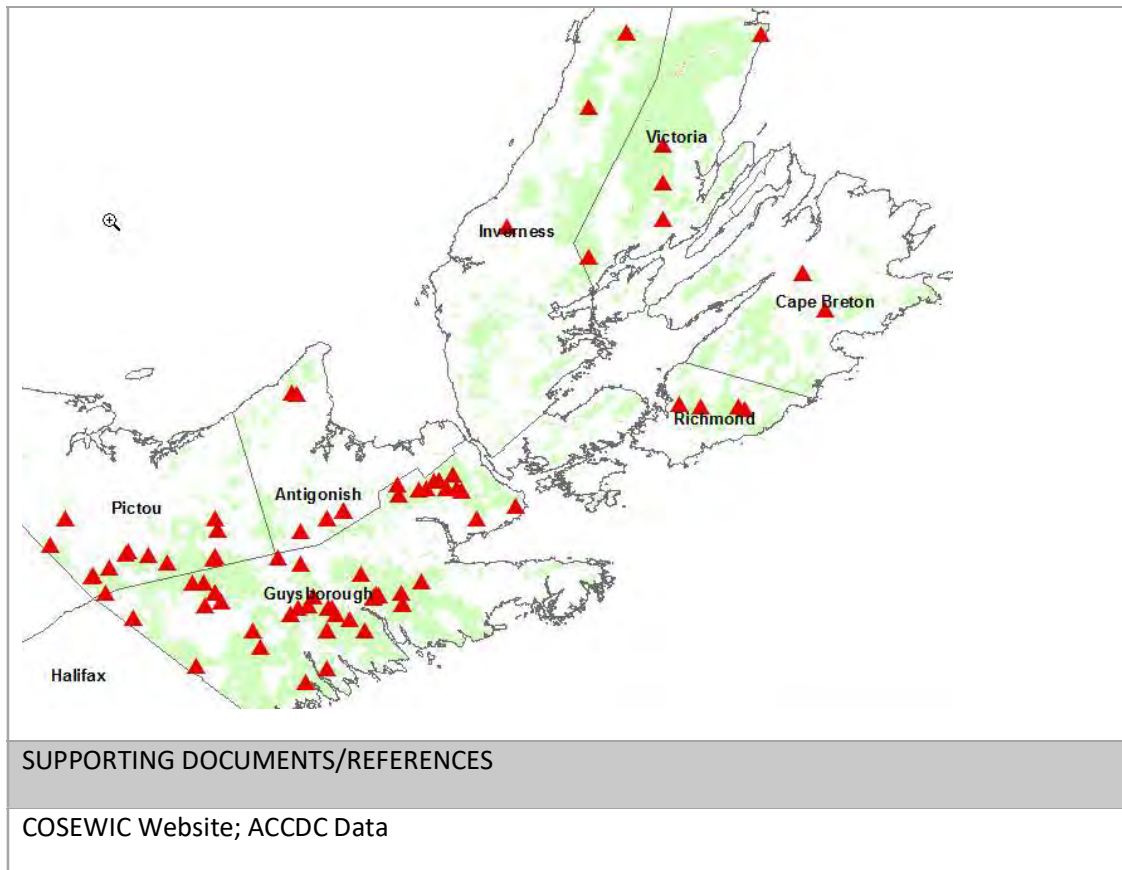 Victoria
Inverness
Cape Breton
Richmond
Antigonish
Pictou
Guysborough
Halifax
SUPPORTING DOCUMENTS/REFERENCES
COSEWIC Website; ACCDC Data